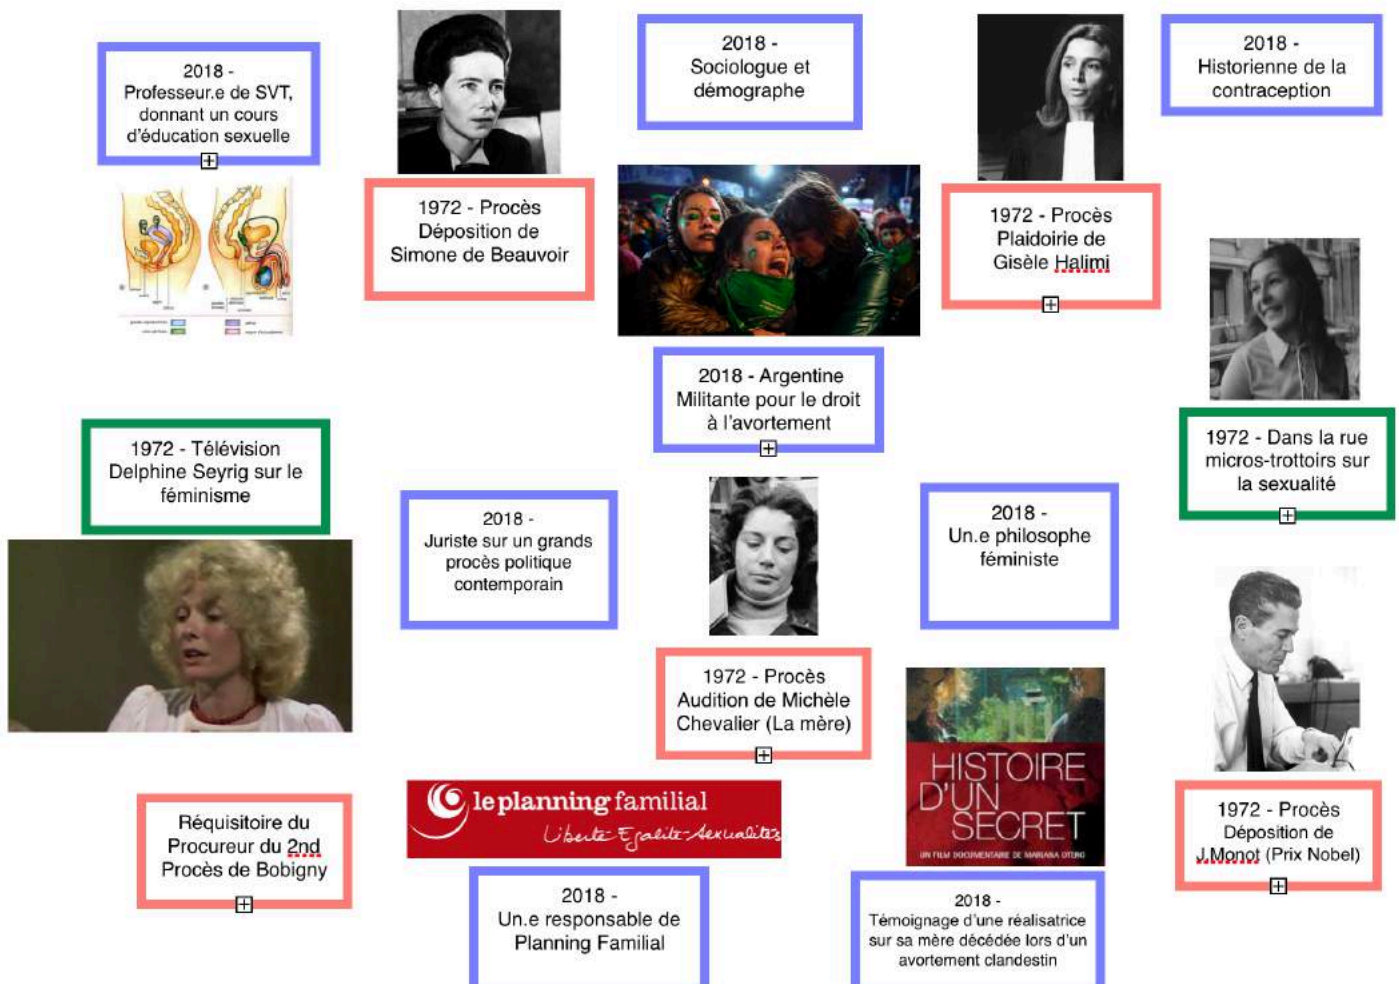 2018 -
Professeur.e de SVT,
donnant un cours
d'éducation sexuelle
1972 - Procès
Déposition de
Simone de Beauvoir
2018 -
Sociologue et
démographe
1972 - Procès
Plaidoirie de
Gisèle Halimi
2018 -
Historienne de la
contraception
2018 - Argentine
Militante pour le droit
à l'avortement
1972 - Télévision
Delphine Seyrig sur le
féminisme
1972 - Dans la rue
micros-trottoirs sur
la sexualité
2018 -
Juriste sur un grands
procès politique
contemporain
2018 -
Un.e philosophe
féministe
1972 - Procès
Audition de Michèle
Chevalier (La mère)
HISTOIRE
D'UN
SECRET
UN FILM DOCUMENTAIRE DE MARIANA OTERO
le planning familial
Liberté-Egalité-Sexualités
Réquisitoire du
Procureur du 2nd
Procès de Bobigny
1972 - Procès
Déposition de
J.Monot (Prix Nobel)
2018 -
Un.e responsable de
Planning Familial
2018 -
Témoignage d'une réalisatrice
sur sa mère décédée lors d'un
avortement clandestin